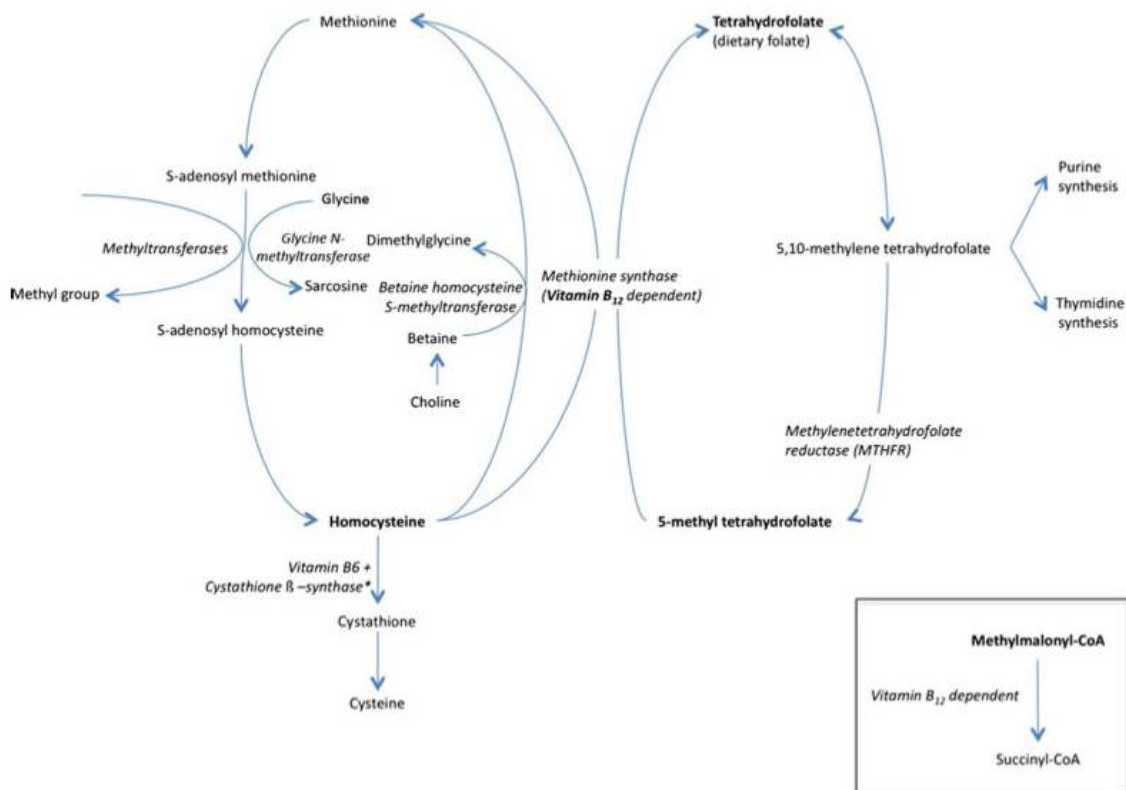 Methionine
Tetrahydrofolate
(dietary folate)
S-adenosyl methionine
Glycine
Methyltransferases
Glycine N-
methyltransferase
Dimethylglycine
Sarcosine
Methyl group
Betaine homocysteine
S-methyltransferase
Methionine synthase
(Vitamin B12 dependent)
5,10-methylene tetrahydrofolate
Purine
synthesis
Thymidine
synthesis
S-adenosyl homocysteine
Betaine
Choline
Methylenetetrahydrofolate
reductase (MTHFR)
Homocysteine
5-methyl tetrahydrofolate
Vitamin B6 +
Cystathione ß –synthase*
Cystathione
Cysteine
Methylmalonyl-CoA
Vitamin B12 dependent
Succinyl-CoA